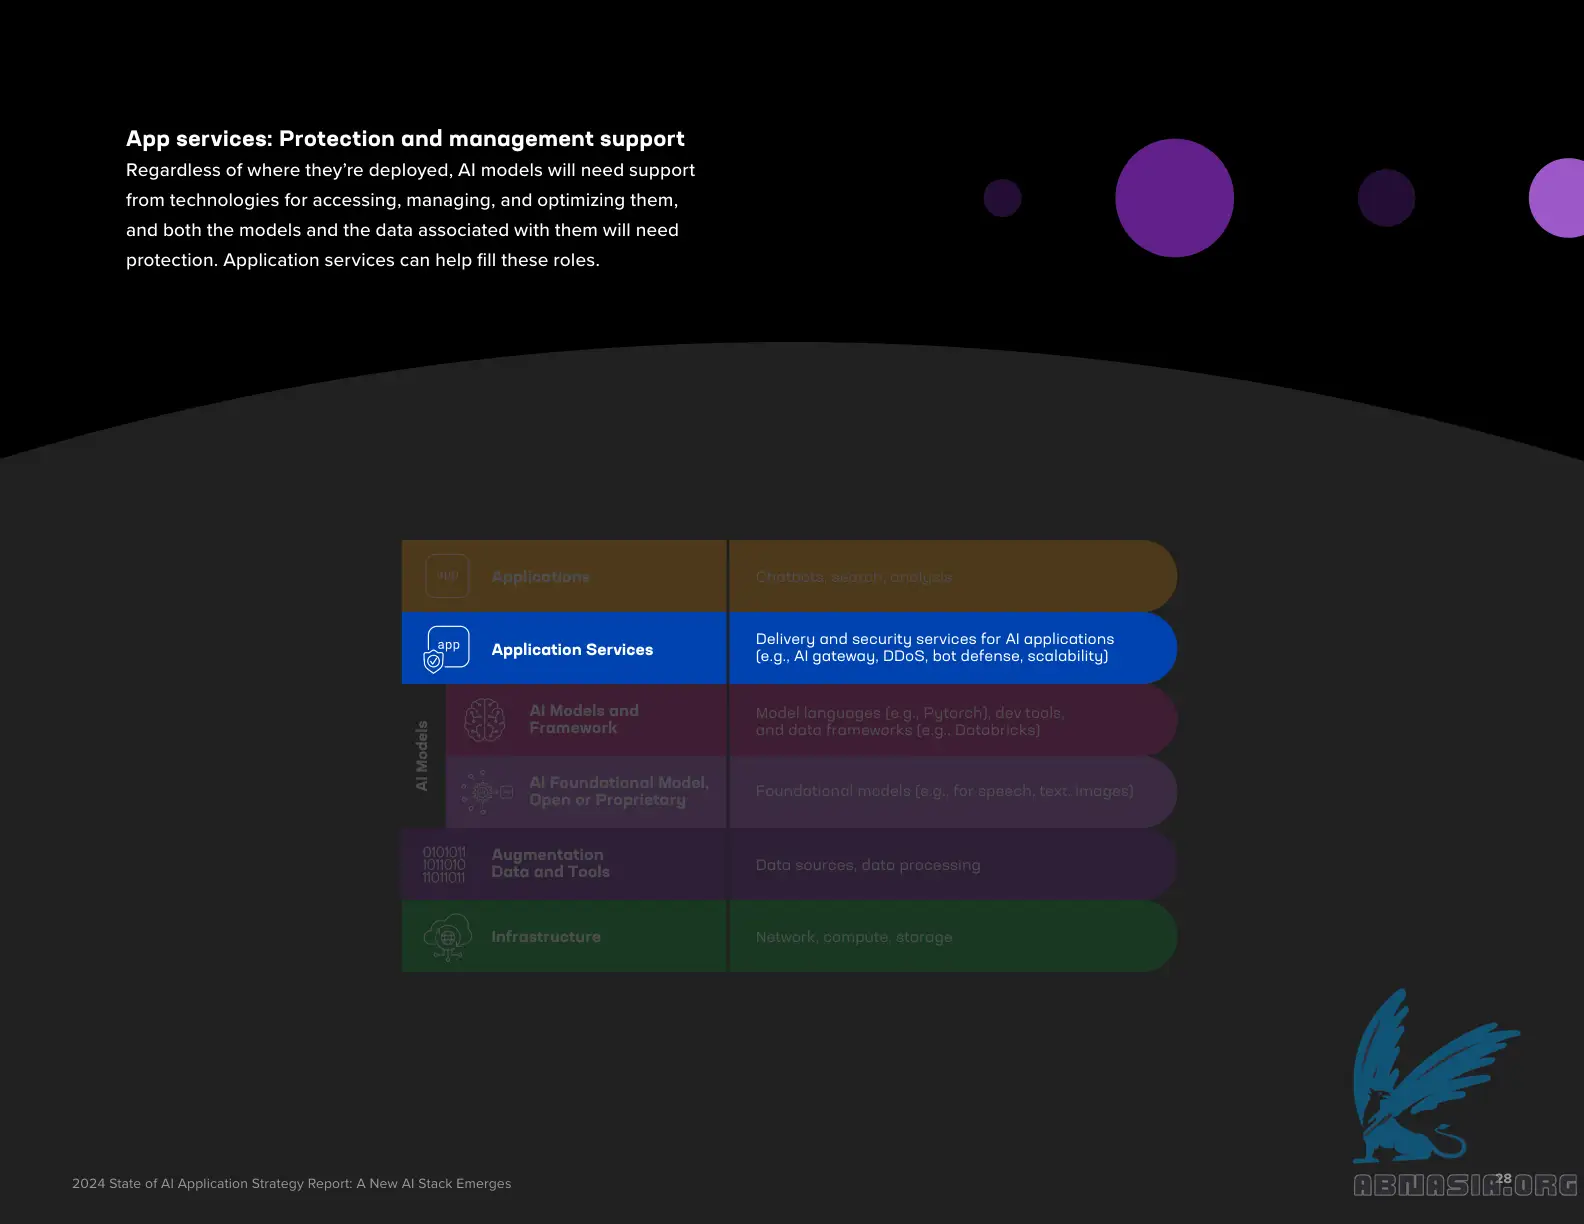 App services: Protection and management support
Regardless of where they're deployed, AI models will need support
from technologies for accessing, managing, and optimizing them,
and both the models and the data associated with them will need
protection. Application services can help fill these roles.
app
Applications
Chatbots, search, analysis
app
Application Services
Delivery and security services for AI applications
(e.g., AI gateway, DDoS, bot defense, scalability)
AI Models
AI Models and
Framework
Model languages (e.g., Pytorch), dev tools,
and data frameworks (e.g., Databricks)
AI Foundational Model,
Open or Proprietary
Foundational models (e.g., for speech, text, images)
0101011
1011010
11011011
Augmentation
Data and Tools
Data sources, data processing
Infrastructure
Network, compute, storage
2024 State of AI Application Strategy Report: A New AI Stack Emerges
28
ABNASIA.ORG